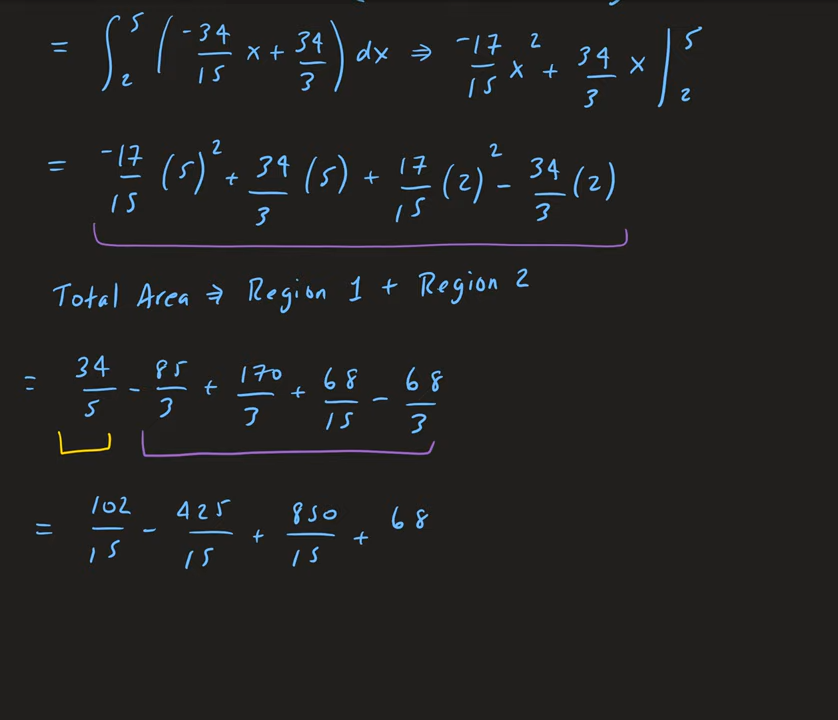 = ∫₂⁵ (-34/15 x + 34/3) dx ⇒ -17/15 x² + 34/3 x |₂⁵
= -17/15 (5)² + 34/3 (5) + 17/15 (2)² - 34/3 (2)
Total Area ⇒ Region 1 + Region 2
= 34/5 - 85/3 + 170/3 + 68/15 - 68/3
= 102/15 - 425/15 + 850/15 + 68